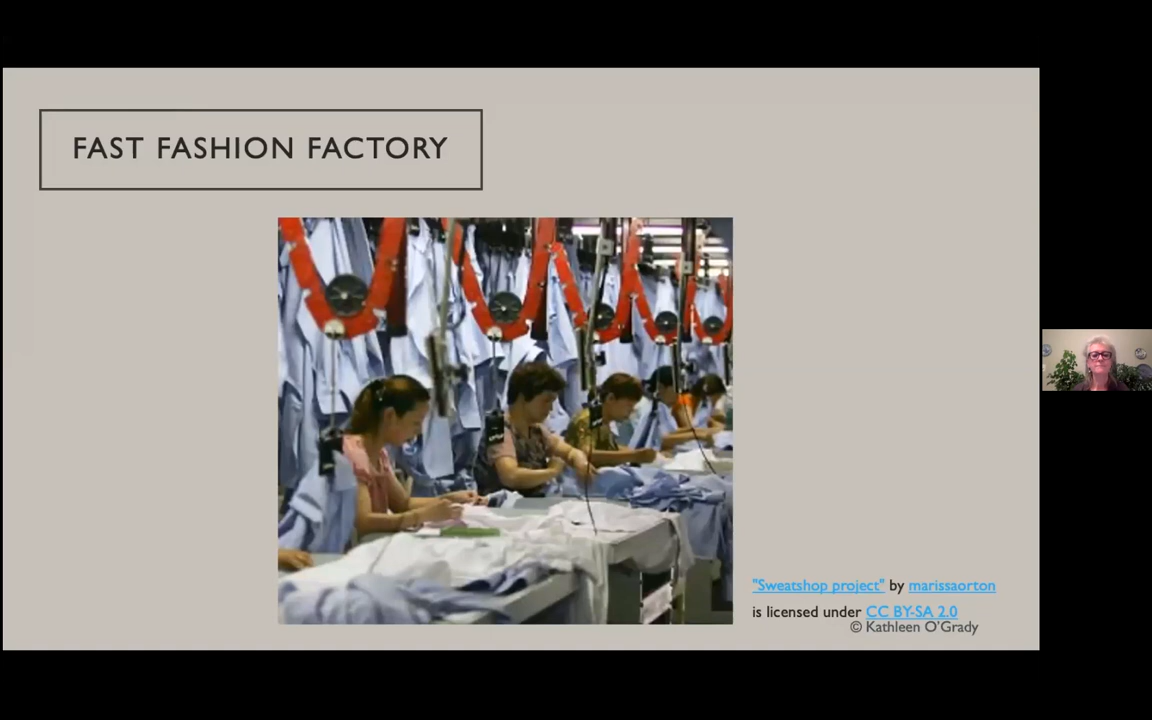 FAST FASHION FACTORY
"Sweatshop project" by marissaorton
is licensed under CC BY-SA 2.0
© Kathleen O'Grady